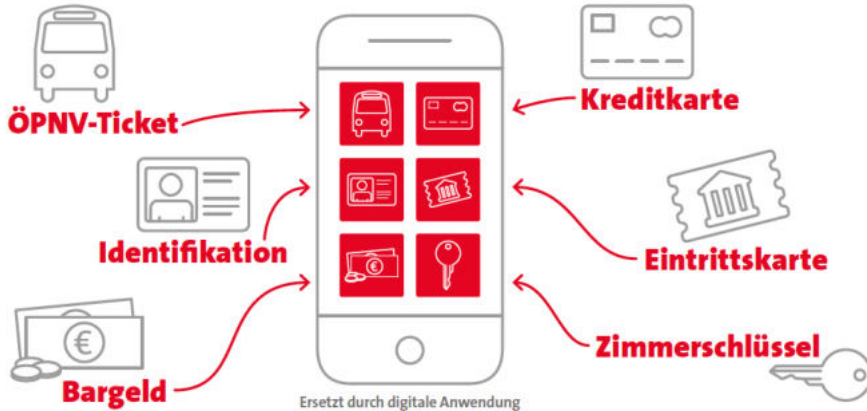 ÖPNV-Ticket
Kreditkarte
Identifikation
Eintrittskarte
Bargeld
Zimmerschlüssel
Ersetzt durch digitale Anwendung